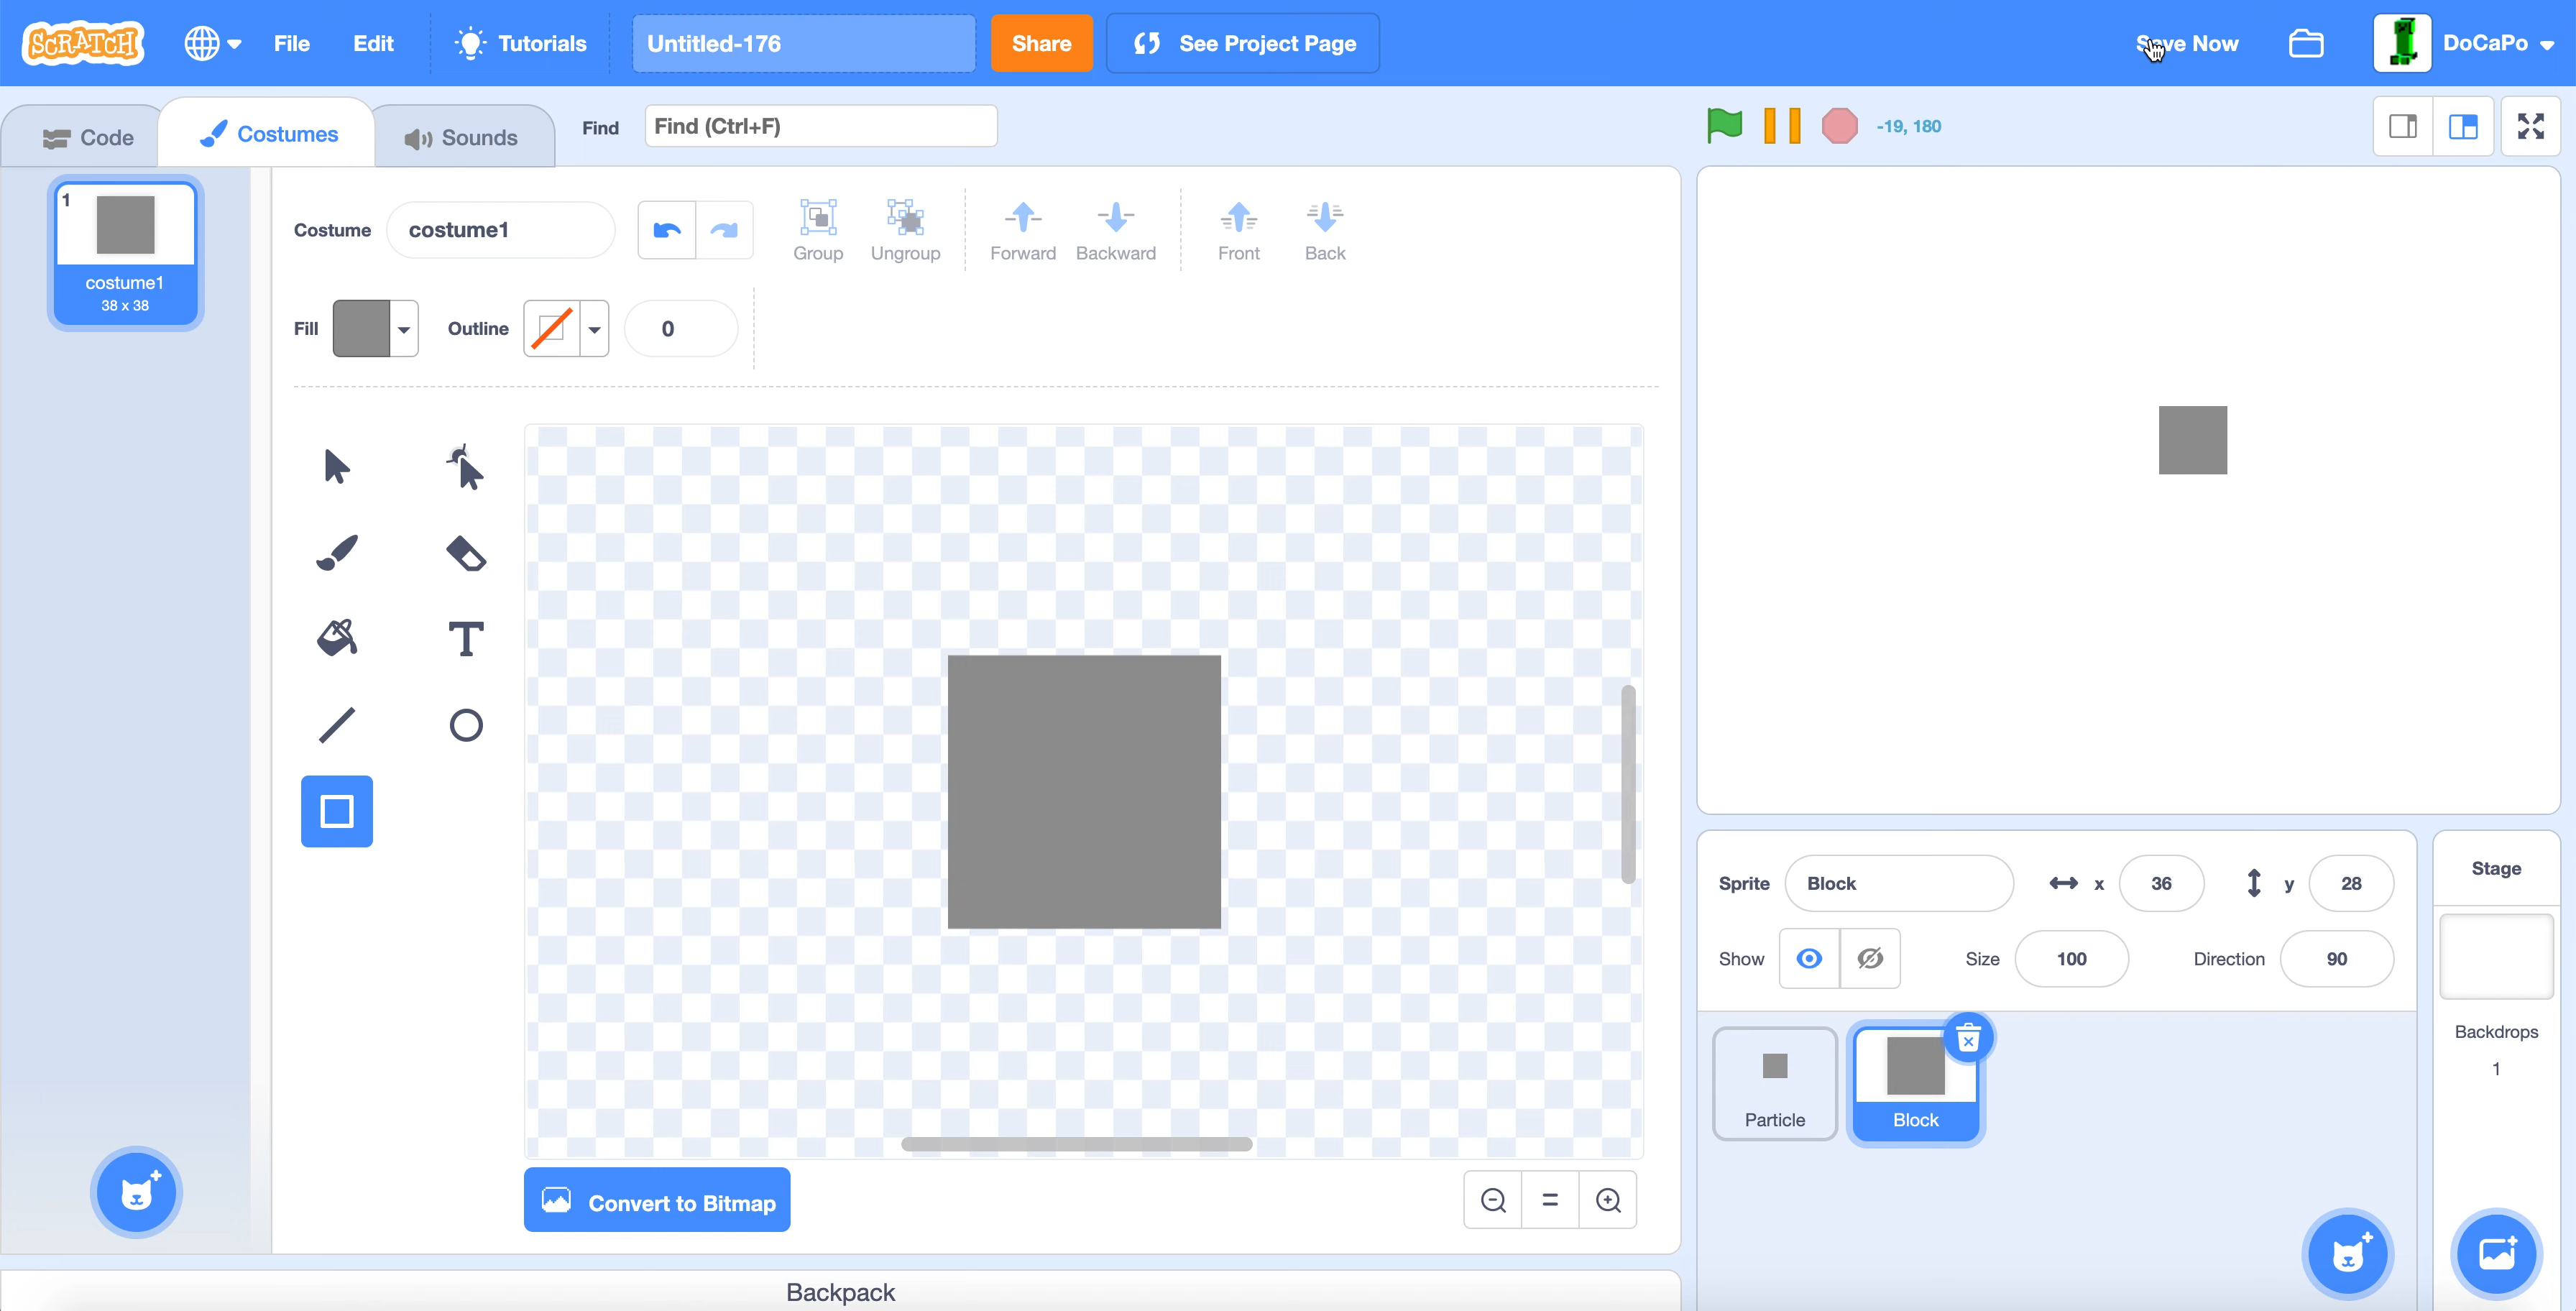 SCRATCH File Edit Tutorials Untitled-176 Share See Project Page Save Now DoCaPo
Code Costumes Sounds Find Find (Ctrl+F) -19, 180
1
costume1
38 x 38
Costume costume1 Group Ungroup Forward Backward Front Back
Fill Outline 0
T
Convert to Bitmap
Backpack
Sprite Block x 36 y 28
Show Size 100 Direction 90
Particle Block
Stage
Backdrops
1